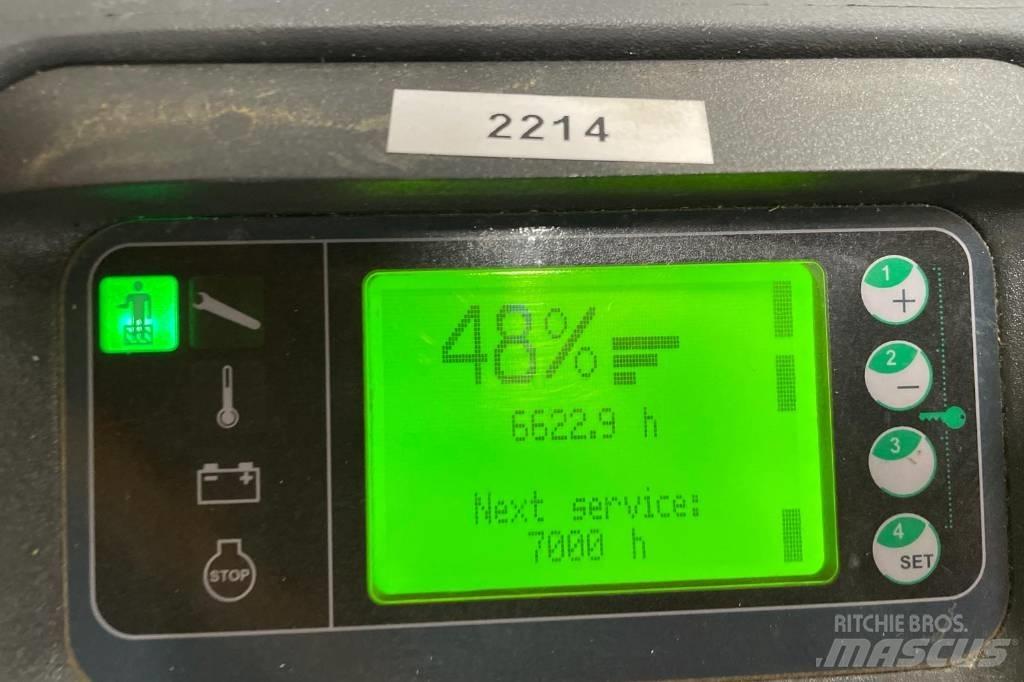 2214
48%
6622.9 h
Next service:
7000 h
- +
STOP
1
+
2
−
3
4
SET
RITCHIE BROS.
MASCUS